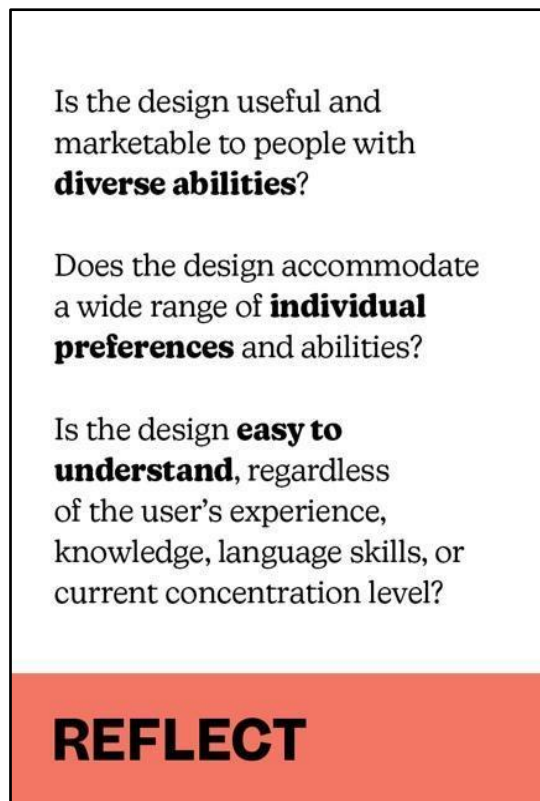 Is the design useful and
marketable to people with
diverse abilities?
Does the design accommodate
a wide range of individual
preferences and abilities?
Is the design easy to
understand, regardless
of the user’s experience,
knowledge, language skills, or
current concentration level?
REFLECT